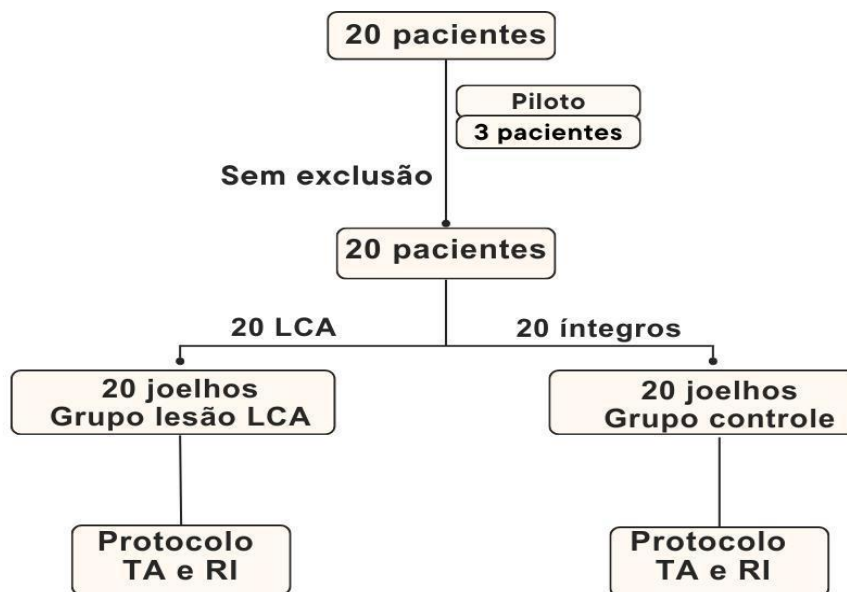 20 pacientes
Piloto
3 pacientes
Sem exclusão
20 pacientes
20 LCA
20 íntegros
20 joelhos
Grupo lesão LCA
20 joelhos
Grupo controle
Protocolo
TA e RI
Protocolo
TA e RI